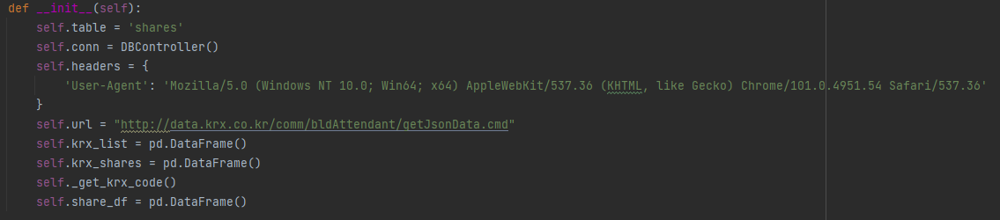 def __init__(self):
    self.table = 'shares'
    self.conn = DBController()
    self.headers = {
        'User-Agent': 'Mozilla/5.0 (Windows NT 10.0; Win64; x64) AppleWebKit/537.36 (KHTML, like Gecko) Chrome/101.0.4951.54 Safari/537.36'
    }
    self.url = "http://data.krx.co.kr/comm/bldAttendant/getJsonData.cmd"
    self.krx_list = pd.DataFrame()
    self.krx_shares = pd.DataFrame()
    self._get_krx_code()
    self.share_df = pd.DataFrame()